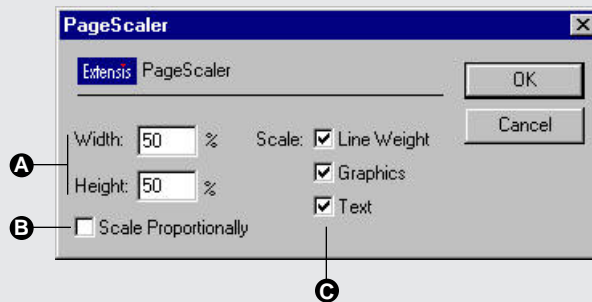 PageScaler
Extensis PageScaler
OK
Cancel
A
Width: 50 % Scale: Line Weight
Graphics
Height: 50 %
Text
B
Scale Proportionally
C